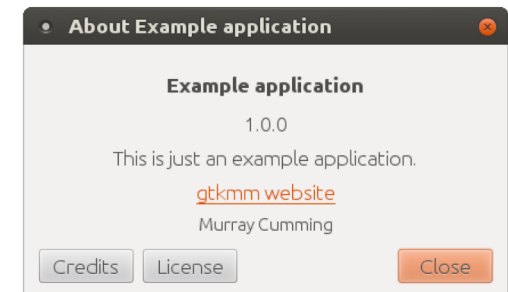 About Example application
Example application
1.0.0
This is just an example application.
gtkmm website
Murray Cumming
Credits License Close